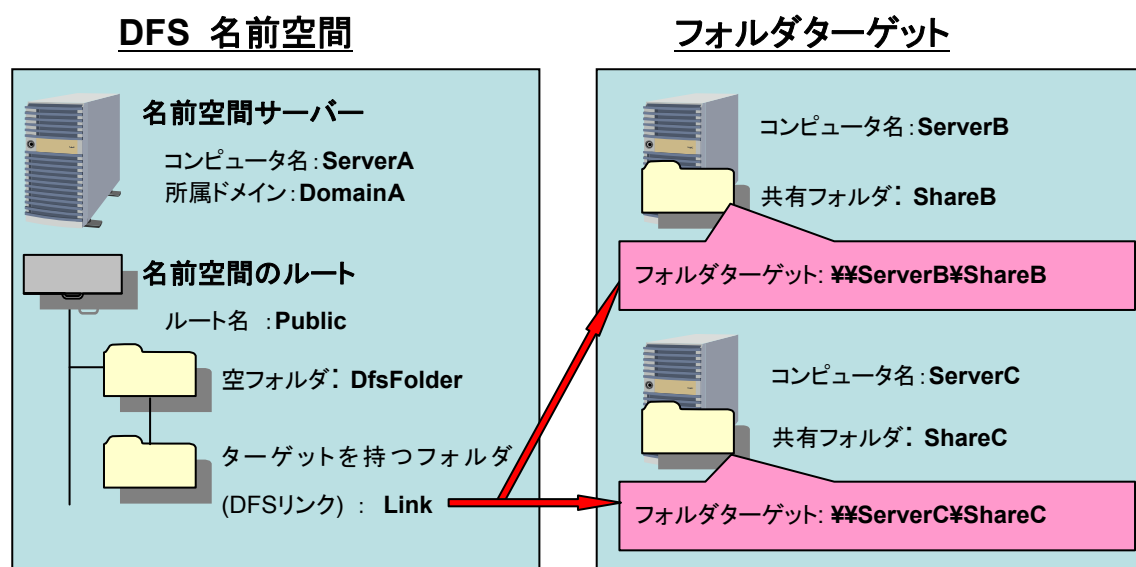 DFS 名前空間
名前空間サーバー
コンピュータ名:ServerA
所属ドメイン:DomainA
名前空間のルート
ルート名 :Public
空フォルダ: DfsFolder
ターゲットを持つフォルダ
(DFSリンク) : Link
フォルダターゲット
コンピュータ名:ServerB
共有フォルダ: ShareB
フォルダターゲット: ¥¥ServerB¥ShareB
コンピュータ名:ServerC
共有フォルダ: ShareC
フォルダターゲット: ¥¥ServerC¥ShareC